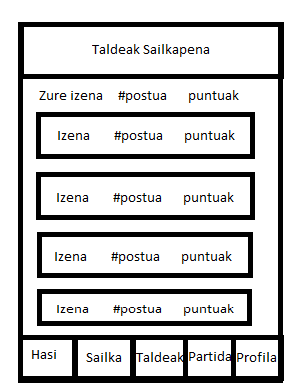 Taldeak Sailkapena
Zure izena #postua puntuak
Izena #postua puntuak
Izena #postua puntuak
Izena #postua puntuak
Izena #postua puntuak
Hasi Sailka Taldeak Partida Profila